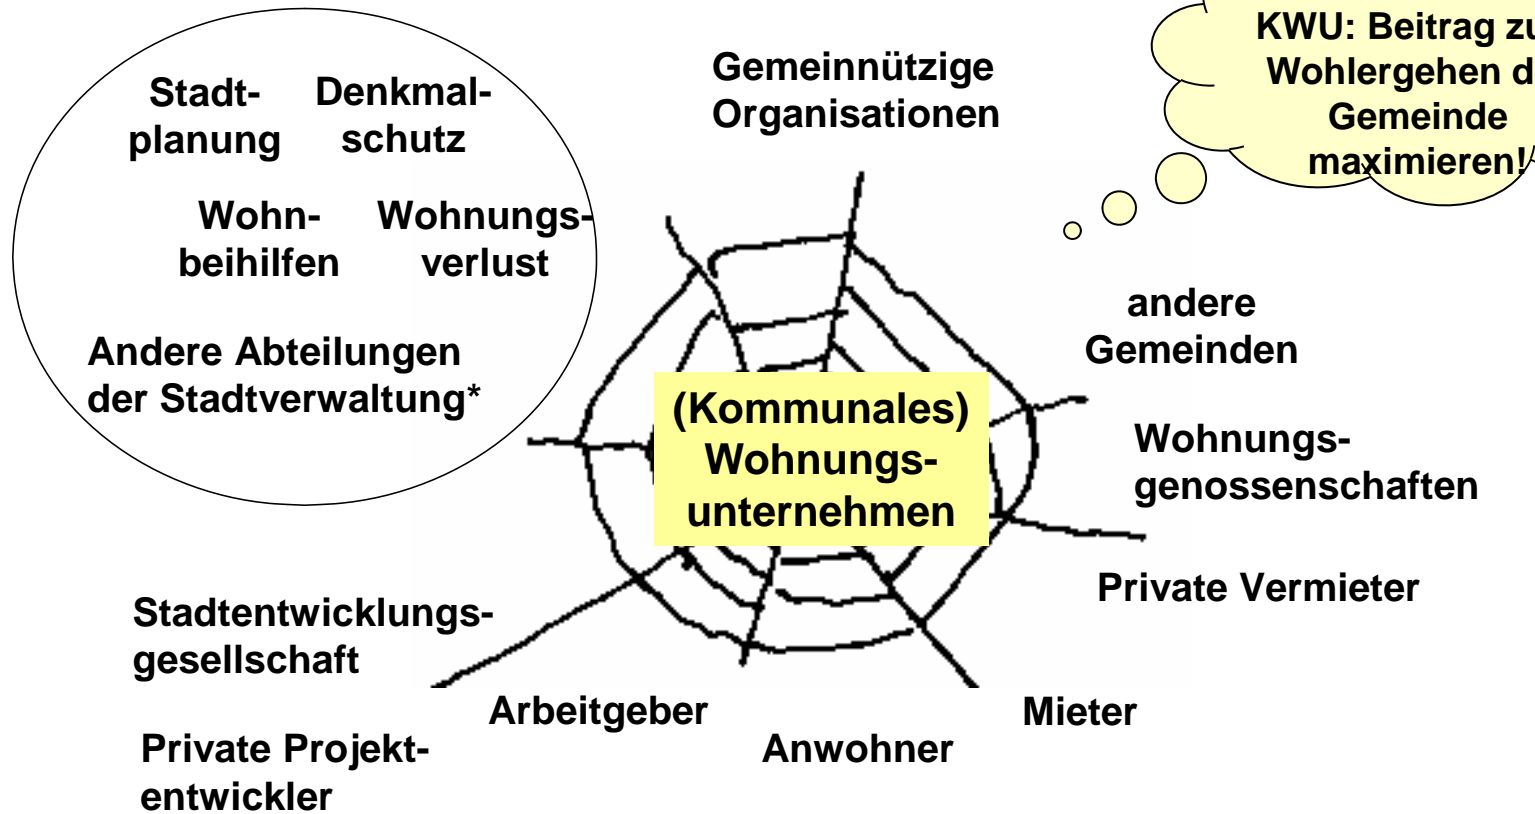 Stadt-
planung
Denkmal-
schutz
Wohn-
beihilfen
Wohnungs-
verlust
Andere Abteilungen
der Stadtverwaltung*
Gemeinnützige
Organisationen
KWU: Beitrag zu
Wohlergehen d
Gemeinde
maximieren!
andere
Gemeinden
(Kommunales)
Wohnungs-
unternehmen
Wohnungs-
genossenschaften
Private Vermieter
Stadtentwicklungs-
gesellschaft
Arbeitgeber
Mieter
Private Projekt-
entwickler
Anwohner